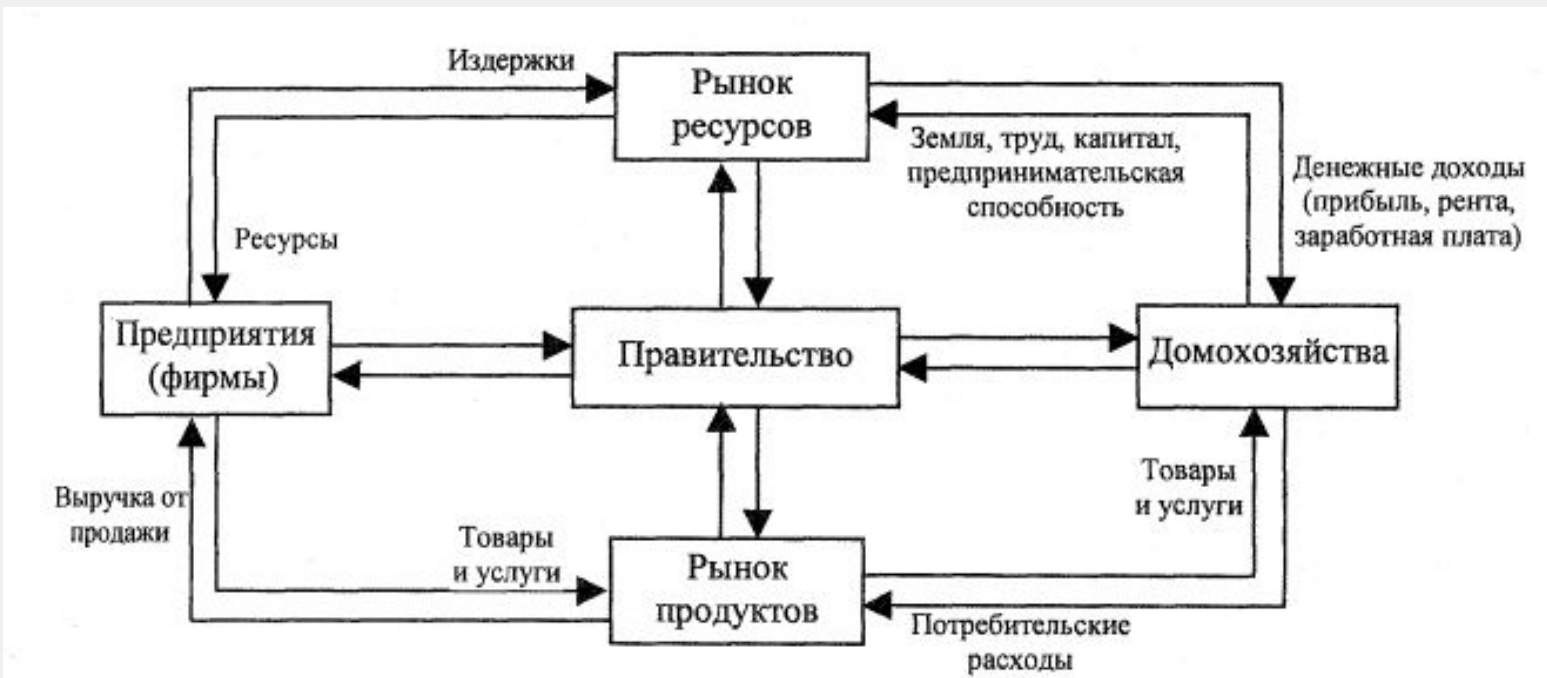 Издержки
Рынок
ресурсов
Земля, труд, капитал,
предпринимательская
способность
Денежные доходы
(прибыль, рента,
заработная плата)
Ресурсы
Предприятия
(фирмы)
Правительство
Домохозяйства
Выручка от
продажи
Товары
и услуги
Рынок
продуктов
Товары
и услуги
Потребительские
расходы